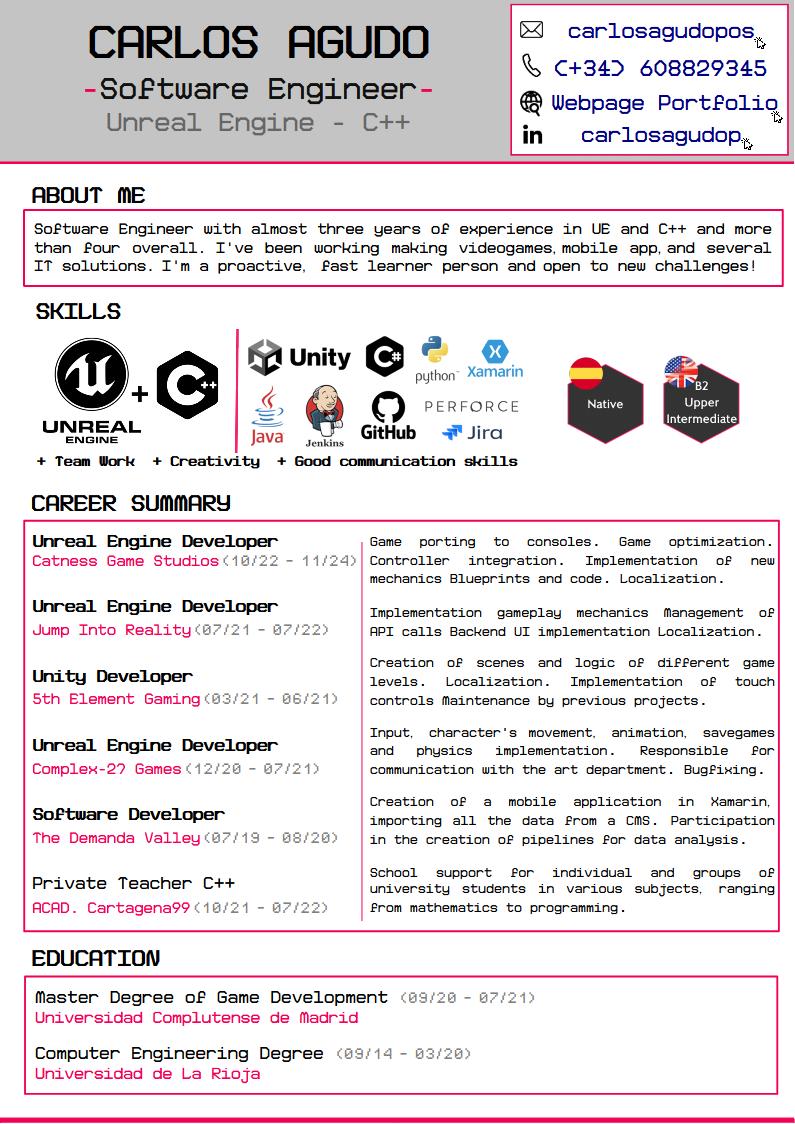 CARLOS AGUDO
-Software Engineer-
Unreal Engine - C++
carlosagudopos
(+34) 608829345
Webpage Portfolio
in carlosagudop
ABOUT ME
Software Engineer with almost three years of experience in UE and C++ and more
than four overall. I've been working making videogames, mobile app, and several
IT solutions. I'm a proactive, fast learner person and open to new challenges!
SKILLS
UNREAL
ENGINE
+
C++
Unity
C#
python
Xamarin
Java
Jenkins
GitHub
PERFORCE
Jira
Native
B2
Upper
Intermediate
+ Team Work + Creativity + Good communication skills
CAREER SUMMARY
Unreal Engine Developer
Catness Game Studios (10/22 - 11/24)
Game porting to consoles. Game optimization.
Controller integration. Implementation of new
mechanics Blueprints and code. Localization.
Unreal Engine Developer
Jump Into Reality (07/21 - 07/22)
Implementation gameplay mechanics Management of
API calls Backend UI implementation Localization.
Unity Developer
5th Element Gaming (03/21 - 06/21)
Creation of scenes and logic of different game
levels. Localization. Implementation of touch
controls Maintenance by previous projects.
Unreal Engine Developer
Complex-27 Games (12/20 - 07/21)
Input, character's movement, animation, savegames
and physics implementation. Responsible for
communication with the art department. Bugfixing.
Software Developer
The Demanda Valley (07/19 - 08/20)
Creation of a mobile application in Xamarin,
importing all the data from a CMS. Participation
in the creation of pipelines for data analysis.
Private Teacher C++
ACAD. Cartagena99 (10/21 - 07/22)
School support for individual and groups of
university students in various subjects, ranging
from mathematics to programming.
EDUCATION
Master Degree of Game Development (09/20 - 07/21)
Universidad Complutense de Madrid
Computer Engineering Degree (09/14 - 03/20)
Universidad de La Rioja